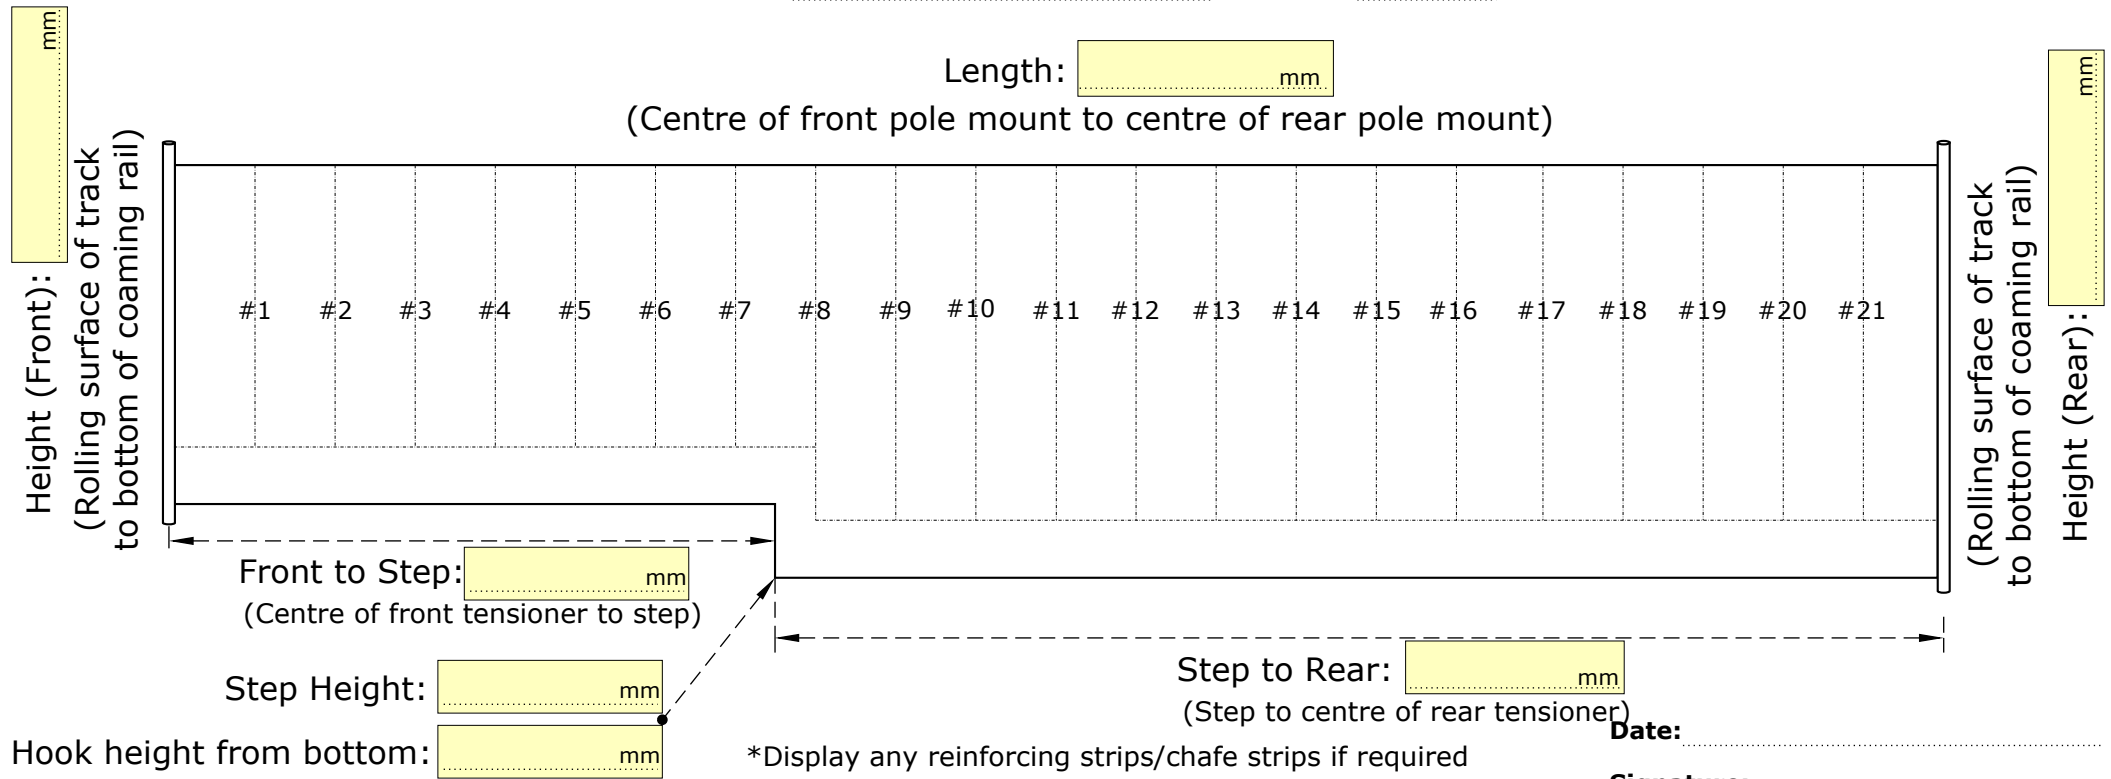 mm
Length: mm
mm
(Centre of front pole mount to centre of rear pole mount)
Height (Front):
(Rolling surface of track
to bottom of coaming rail)
#1 #2 #3 #4 #5 #6 #7 #8 #9 #10 #11 #12 #13 #14 #15 #16 #17 #18 #19 #20 #21
(Rolling surface of track
to bottom of coaming rail)
Height (Rear):
Front to Step: mm
(Centre of front tensioner to step)
Step Height: mm
Step to Rear: mm
(Step to centre of rear tensioner)
Date:
Hook height from bottom: mm
*Display any reinforcing strips/chafe strips if required
Signature: